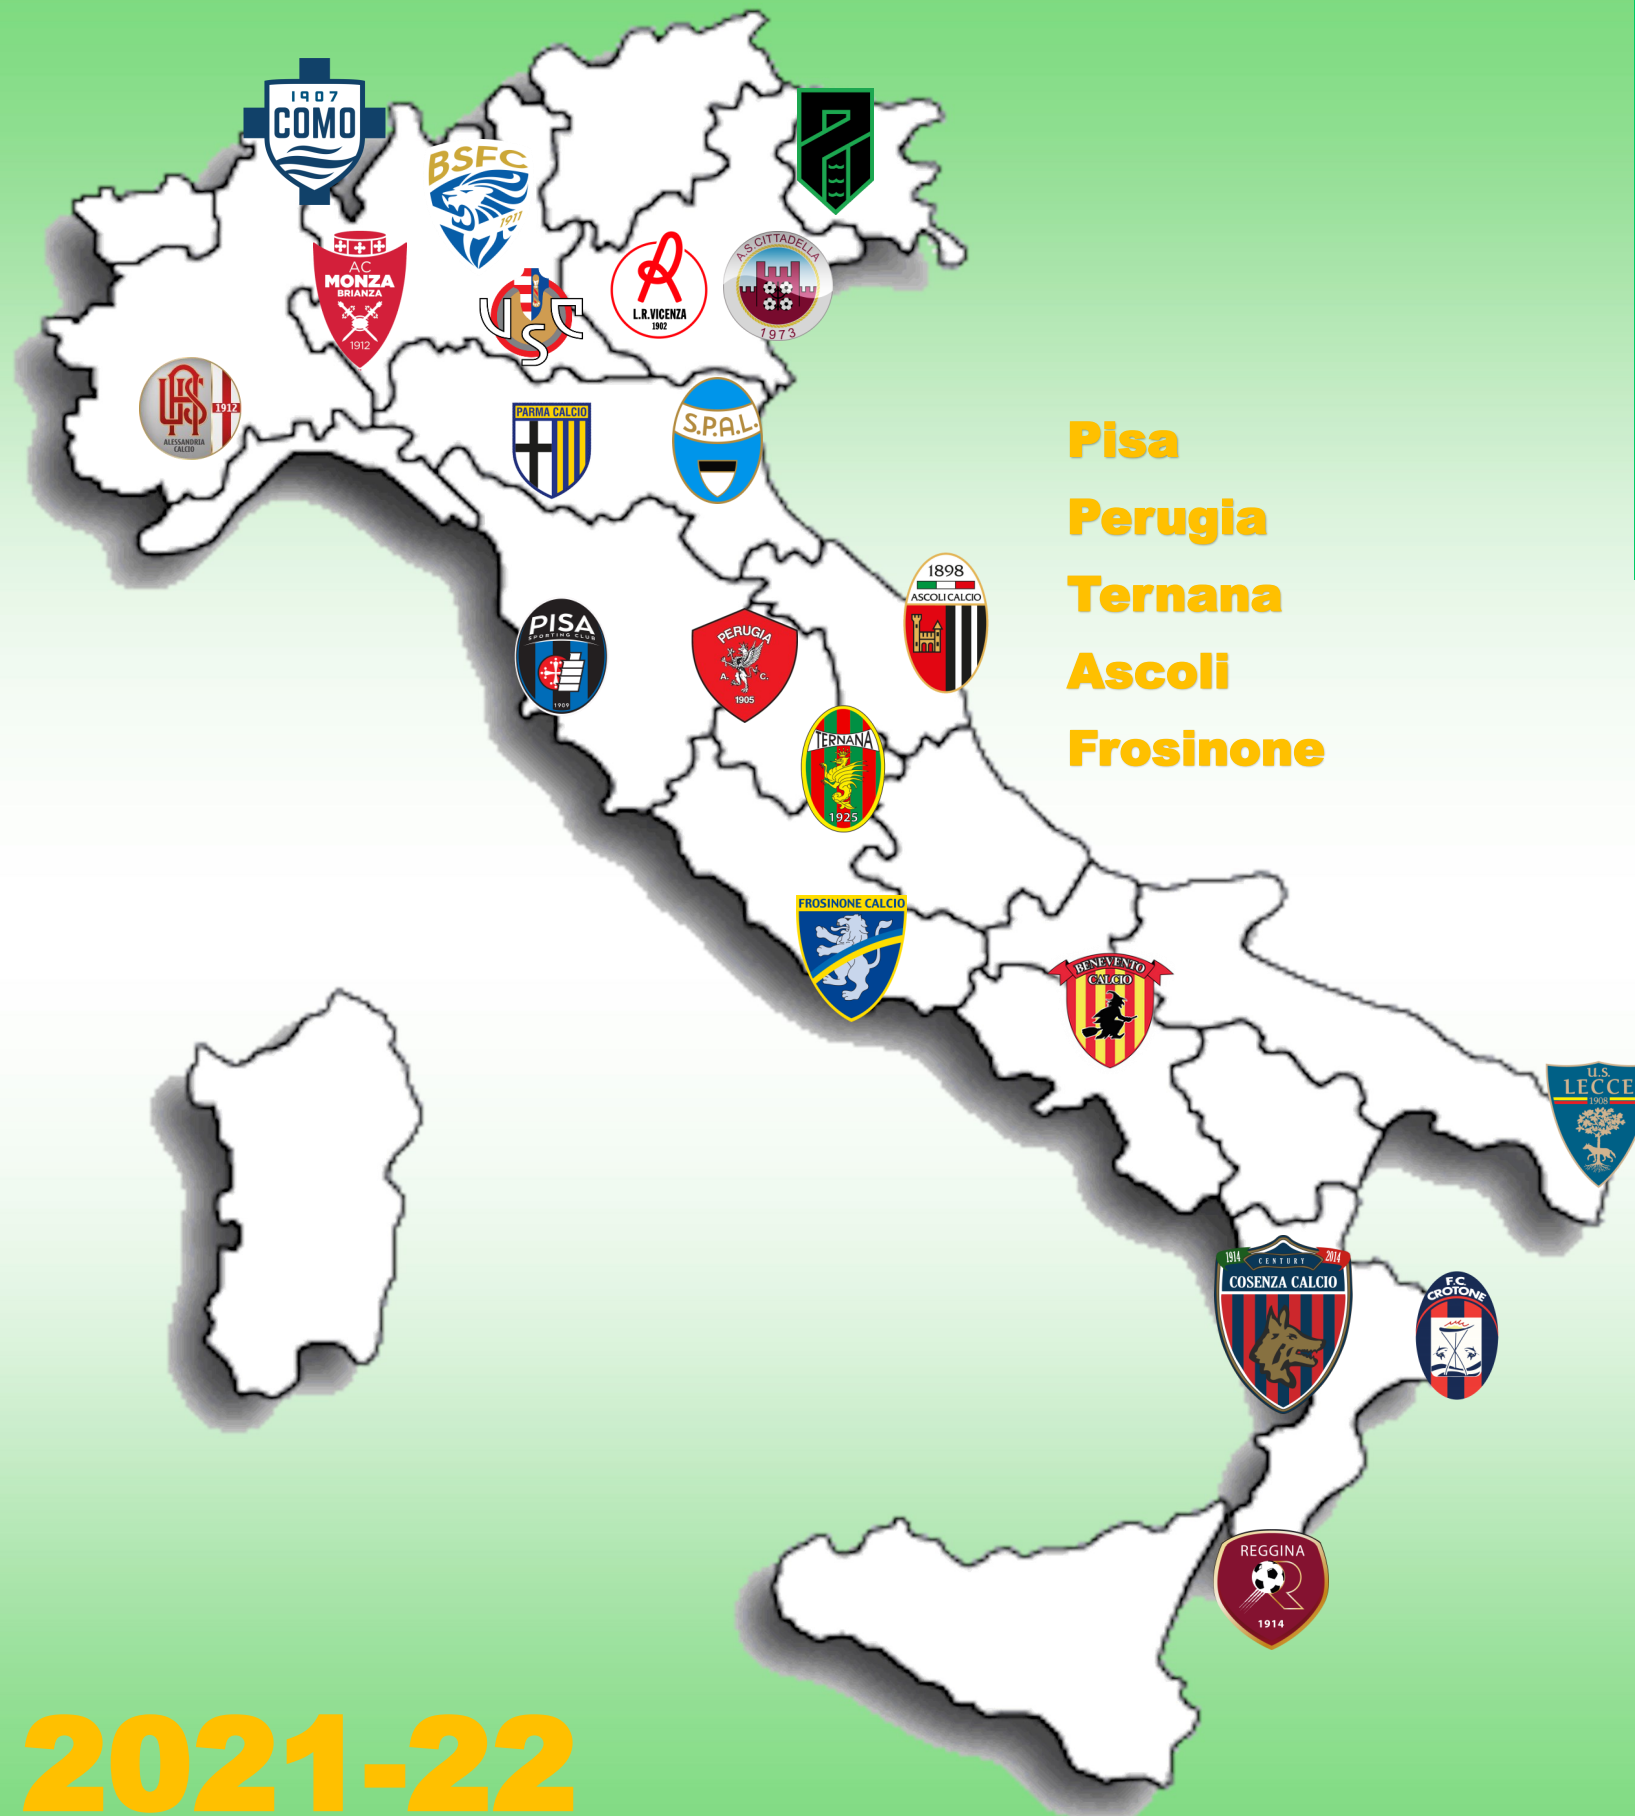 1907
COMO
BSFC
1911
AC
MONZA
BRIANZA
1912
USC
L.R.VICENZA
1902
A.S.CITTADELLA
1973
1912
ALESSANDRIA
CALCIO
PARMA CALCIO
S.P.A.L.
Pisa
Perugia
Ternana
Ascoli
Frosinone
1898
ASCOLI CALCIO
PISA
SPORTING CLUB
1909
PERUGIA
A. C.
1905
TERNANA
1925
FROSINONE CALCIO
BENEVENTO
CALCIO
U.S.
LECCE
1908
1914 CENTURY 2014
COSENZA CALCIO
F.C.
CROTONE
REGGINA
1914
2021-22